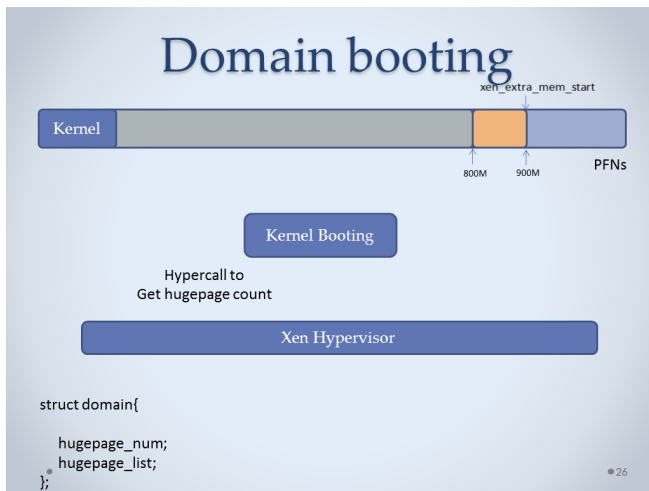 Domain booting
xen_extra_mem_start
Kernel
800M
900M
PFNs
Kernel Booting
Hypercall to
Get hugepage count
Xen Hypervisor
struct domain{
hugepage_num;
hugepage_list;
};
26